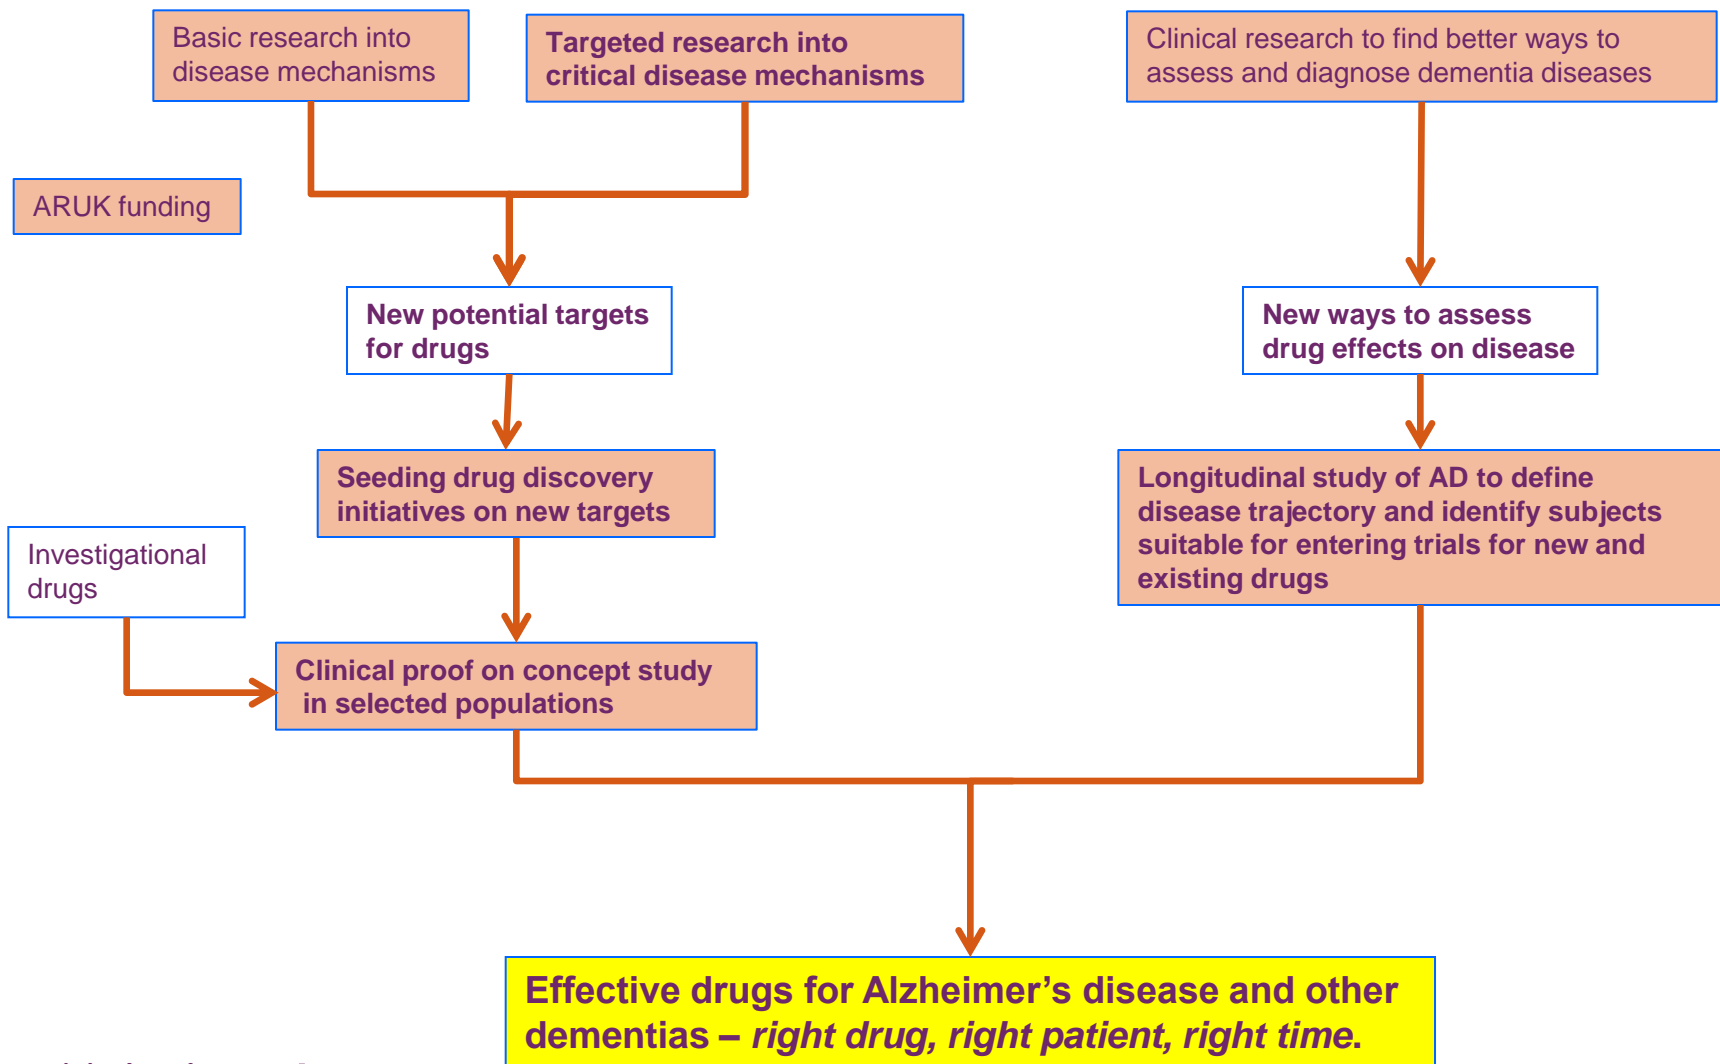 Basic research into
disease mechanisms
Targeted research into
critical disease mechanisms
Clinical research to find better ways to
assess and diagnose dementia diseases
ARUK funding
New potential targets
for drugs
New ways to assess
drug effects on disease
Seeding drug discovery
initiatives on new targets
Longitudinal study of AD to define
disease trajectory and identify subjects
suitable for entering trials for new and
existing drugs
Investigational
drugs
Clinical proof on concept study
in selected populations
Effective drugs for Alzheimer’s disease and other
dementias – right drug, right patient, right time.